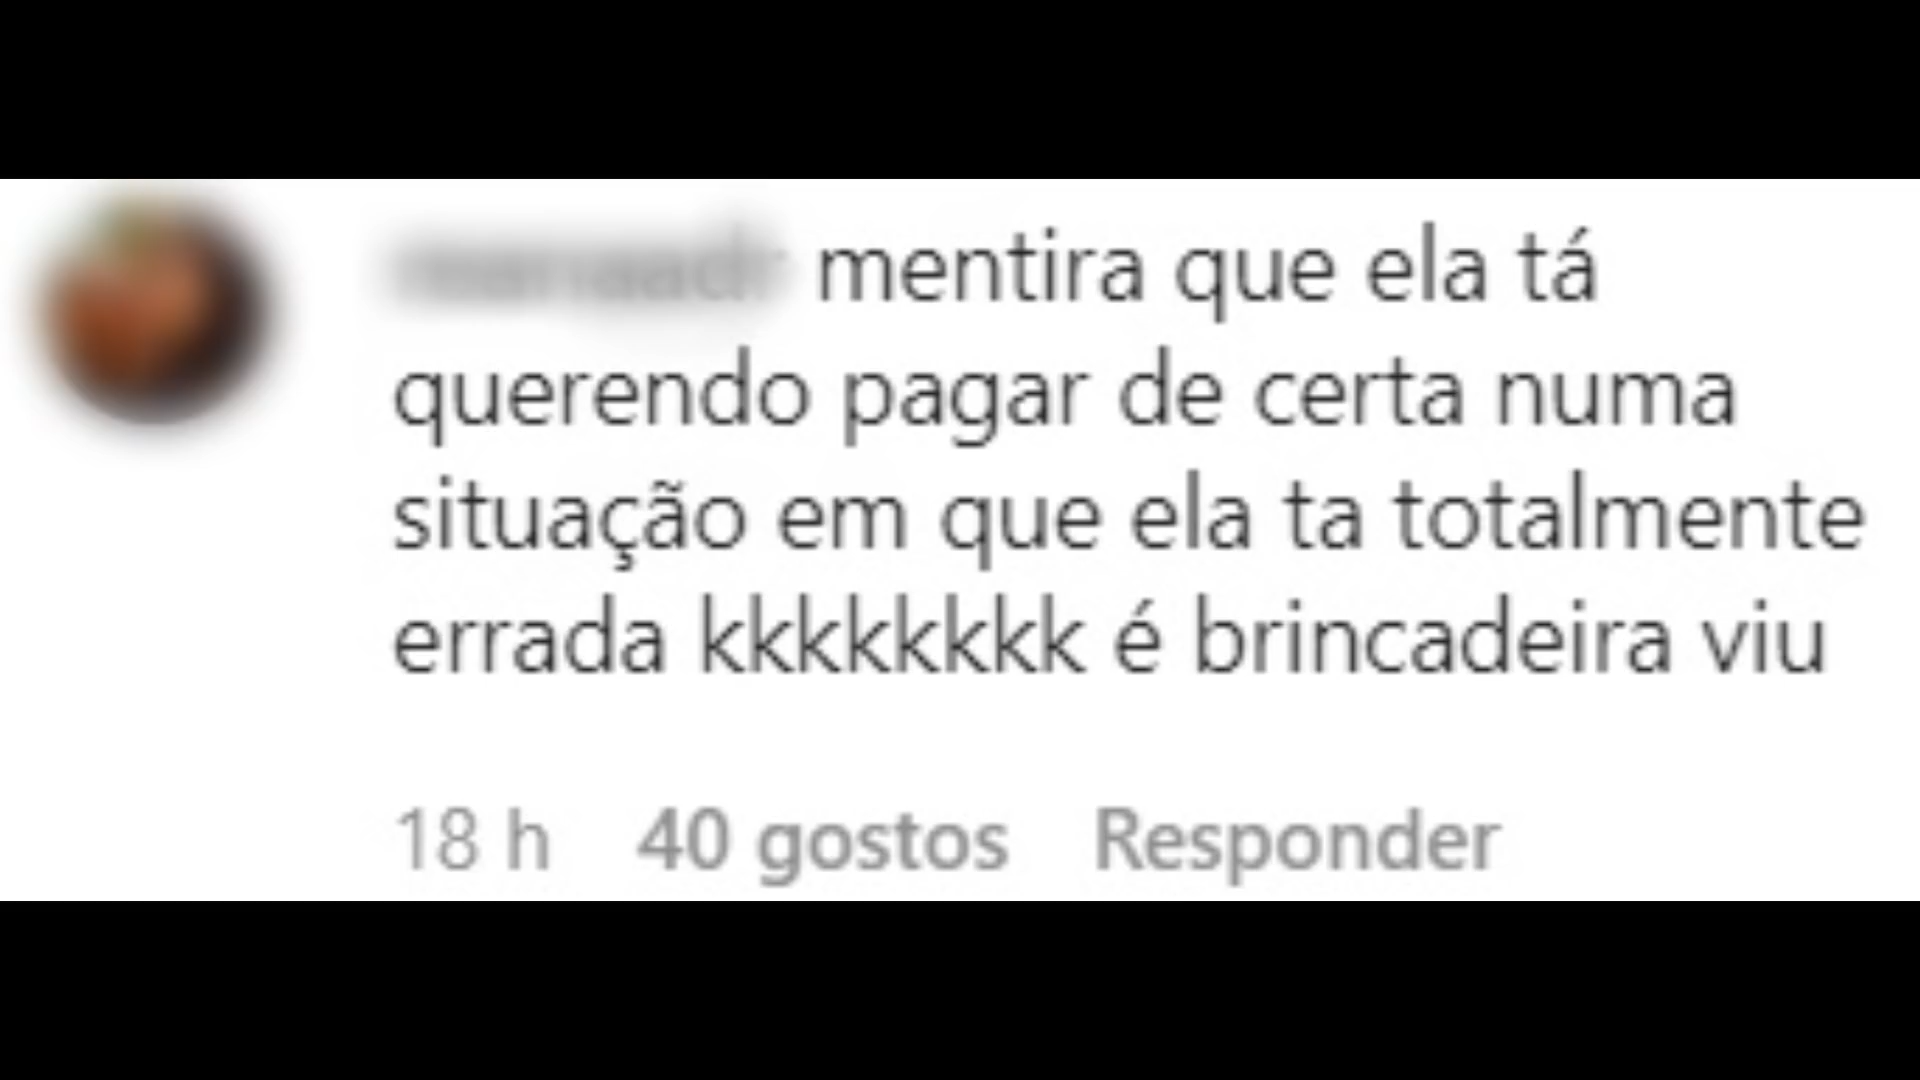 mentira que ela tá
querendo pagar de certa numa
situação em que ela ta totalmente
errada kkkkkkkk é brincadeira viu
18 h 40 gostos Responder